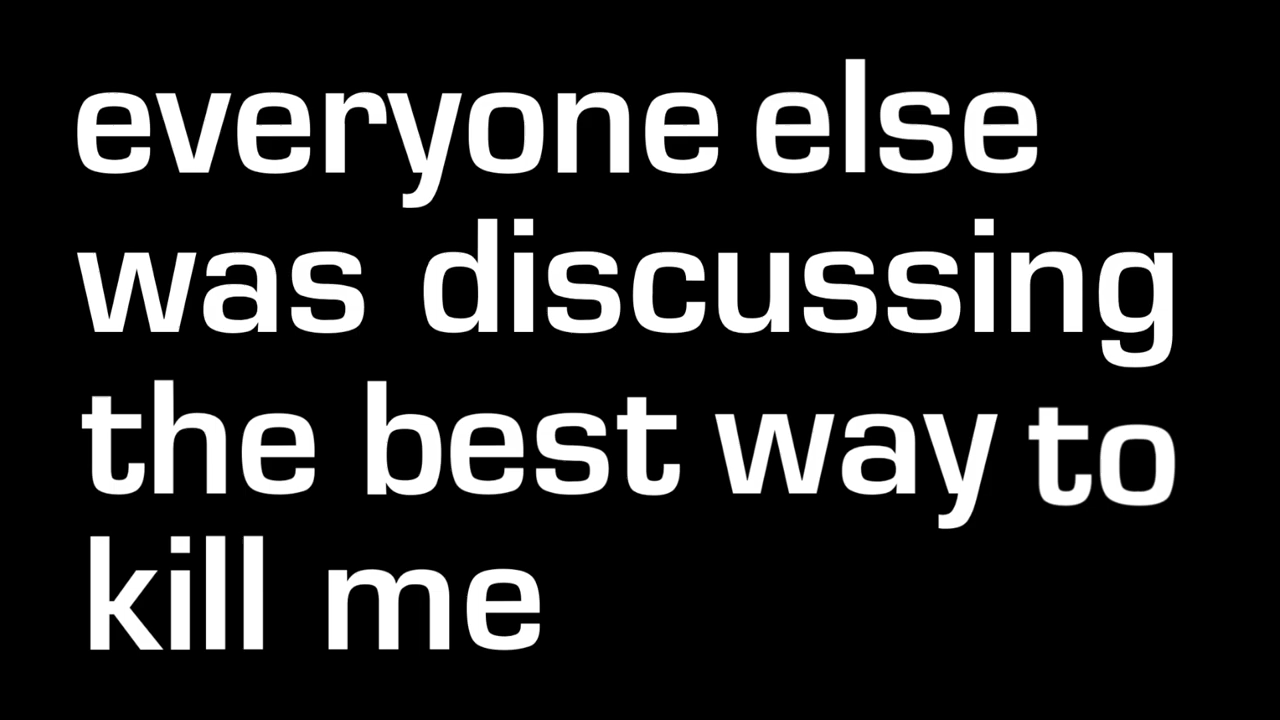 everyone else
was discussing
the best way to
kill me